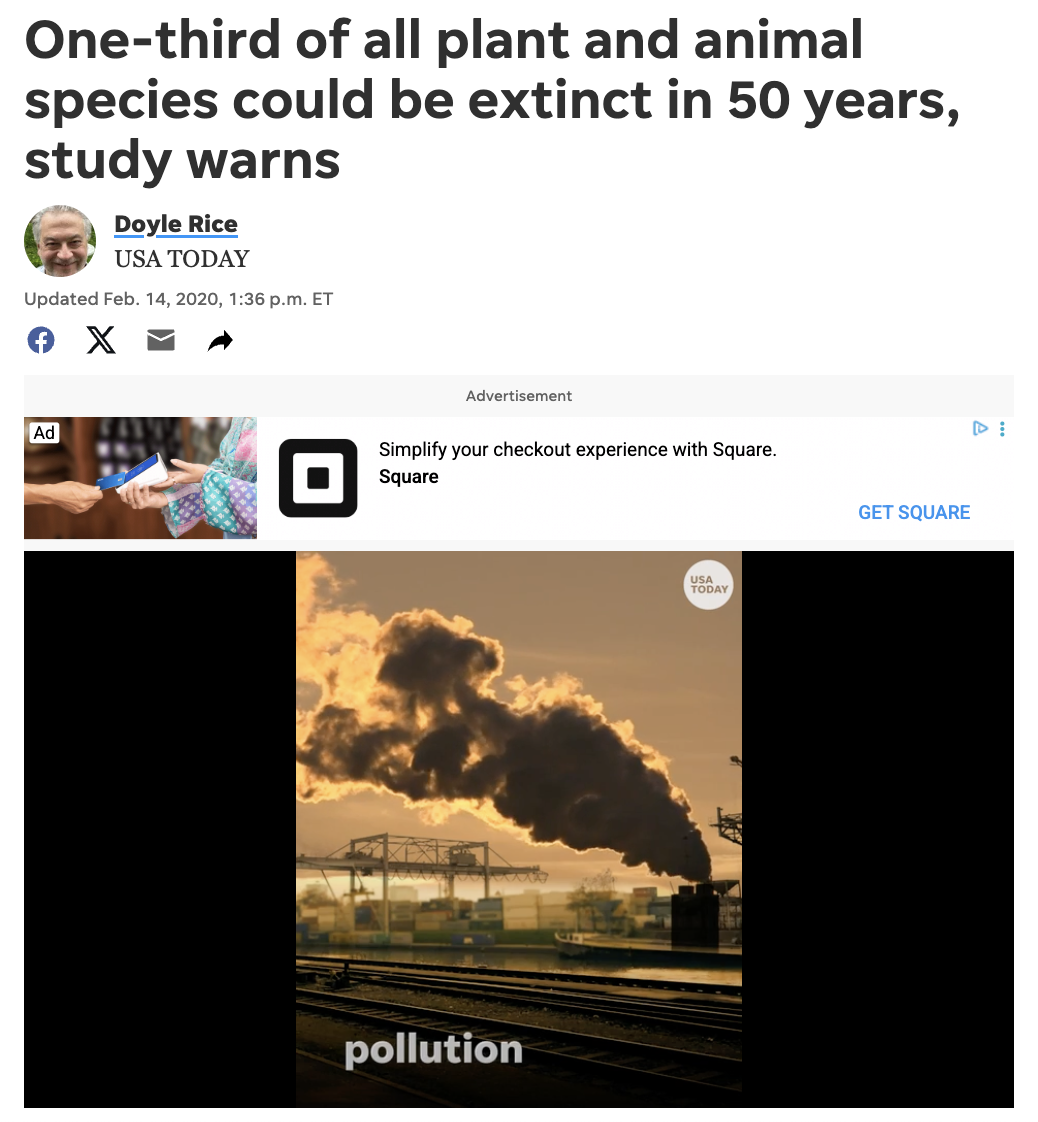 One-third of all plant and animal
species could be extinct in 50 years,
study warns
Doyle Rice
USA TODAY
Updated Feb. 14, 2020, 1:36 p.m. ET
Advertisement
Ad
Simplify your checkout experience with Square.
Square
GET SQUARE
USA
TODAY
pollution